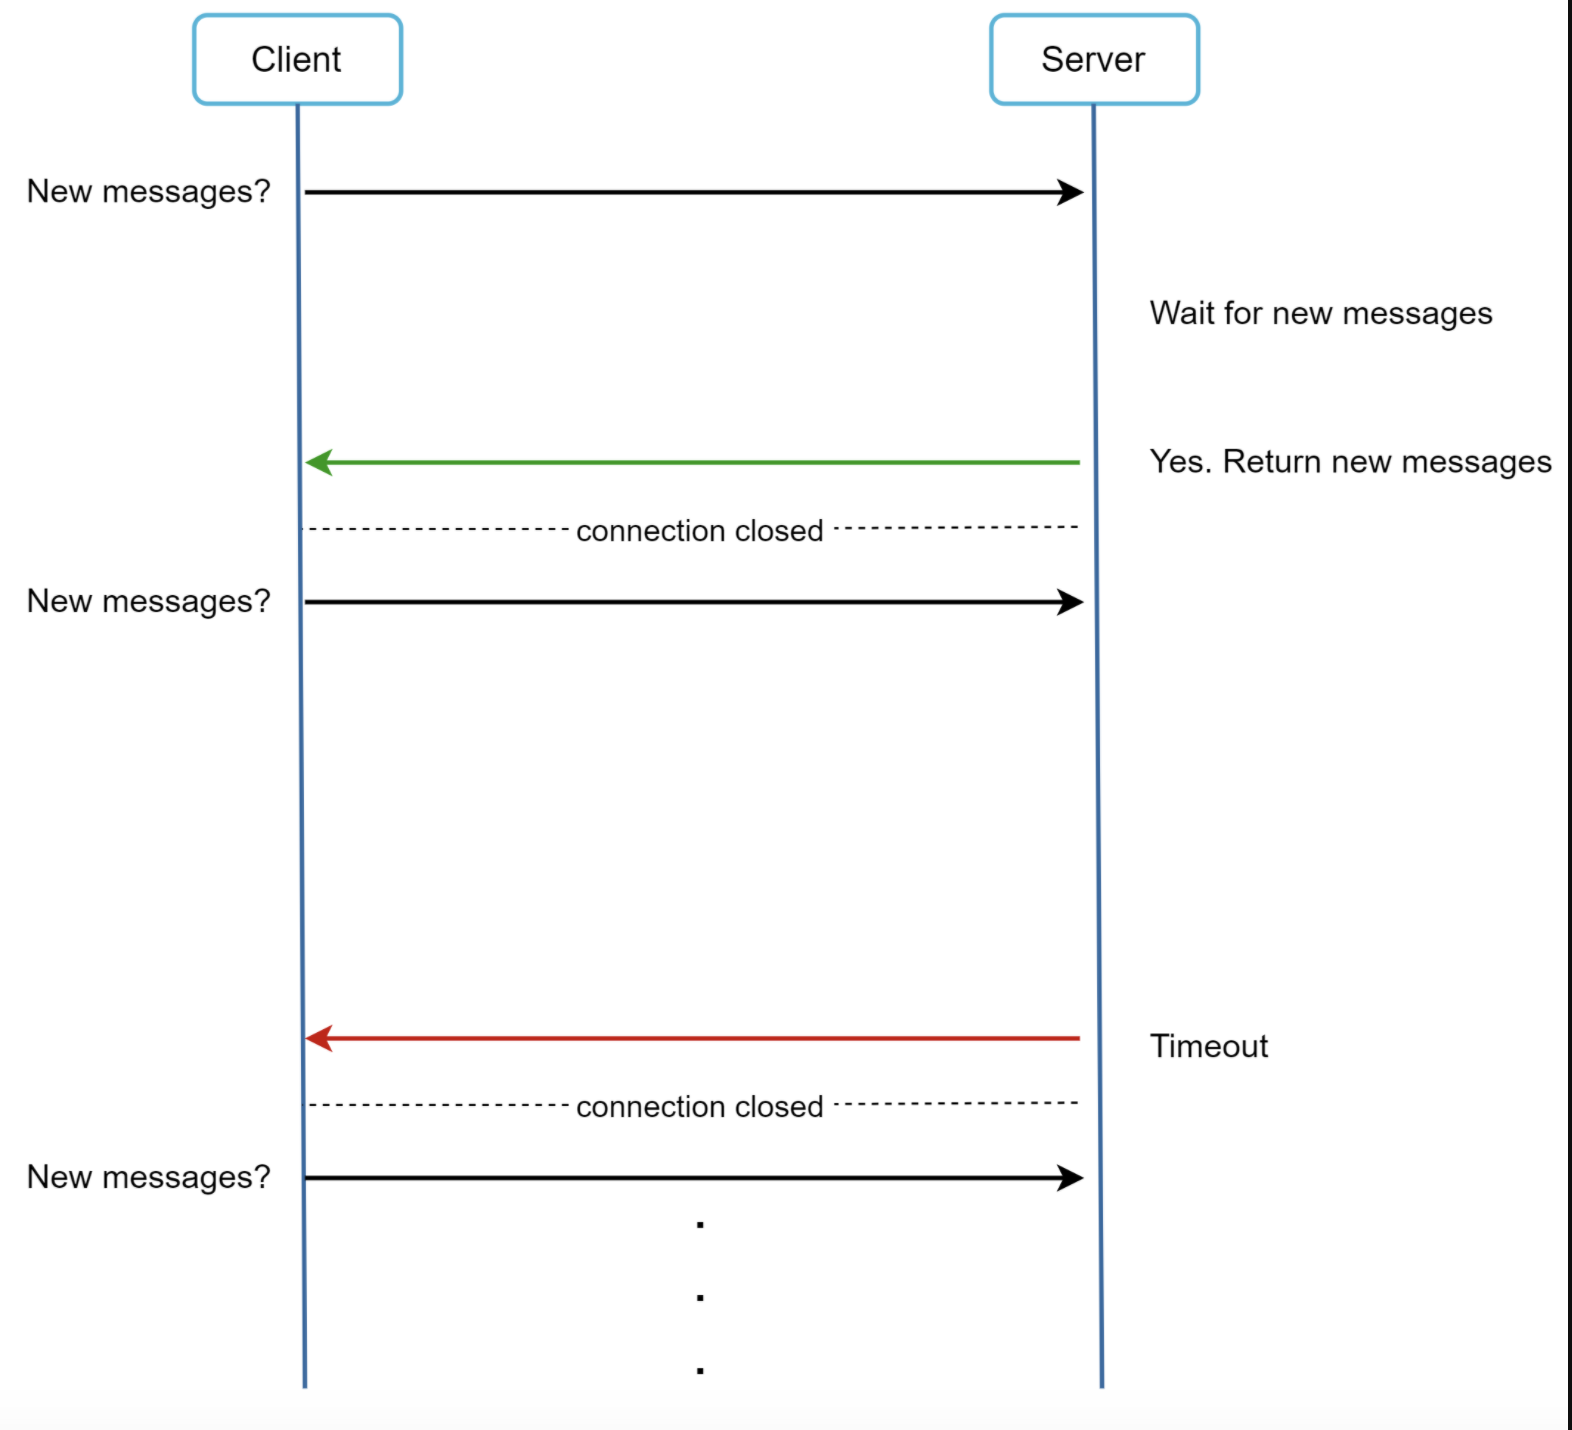 Client
Server
New messages?
Wait for new messages
Yes. Return new messages
connection closed
New messages?
Timeout
connection closed
New messages?